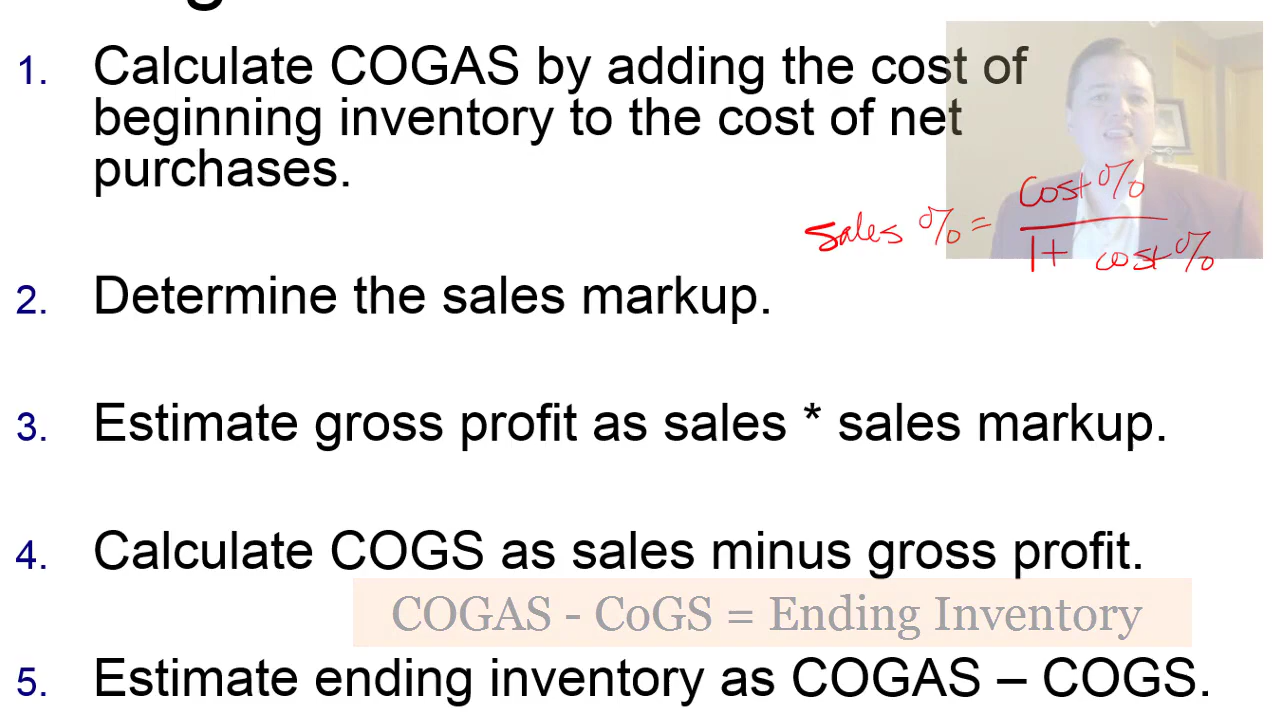 1. Calculate COGAS by adding the cost of
beginning inventory to the cost of net
purchases.
sales % = cost % / 1 + cost %
2. Determine the sales markup.
3. Estimate gross profit as sales * sales markup.
4. Calculate COGS as sales minus gross profit.
COGAS - CoGS = Ending Inventory
5. Estimate ending inventory as COGAS – COGS.